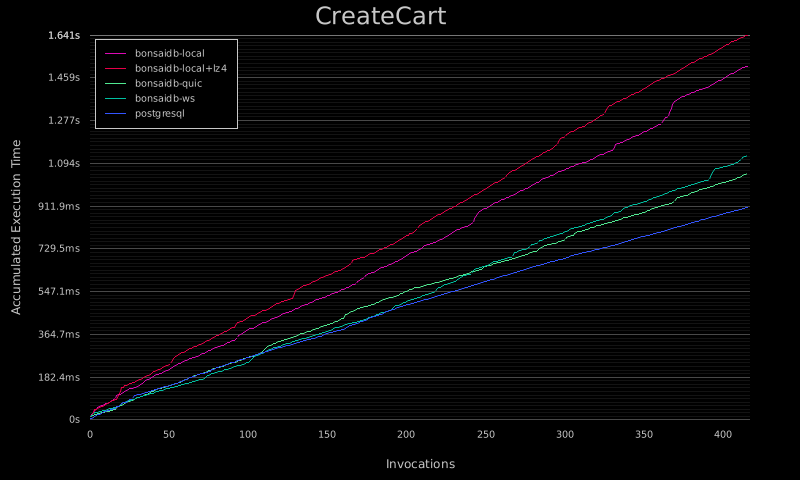 CreateCart
1.641s
1.459s
1.277s
1.094s
911.9ms
729.5ms
547.1ms
364.7ms
182.4ms
0s
Accumulated Execution Time
bonsaidb-local
bonsaidb-local+lz4
bonsaidb-quic
bonsaidb-ws
postgresql
0 50 100 150 200 250 300 350 400
Invocations